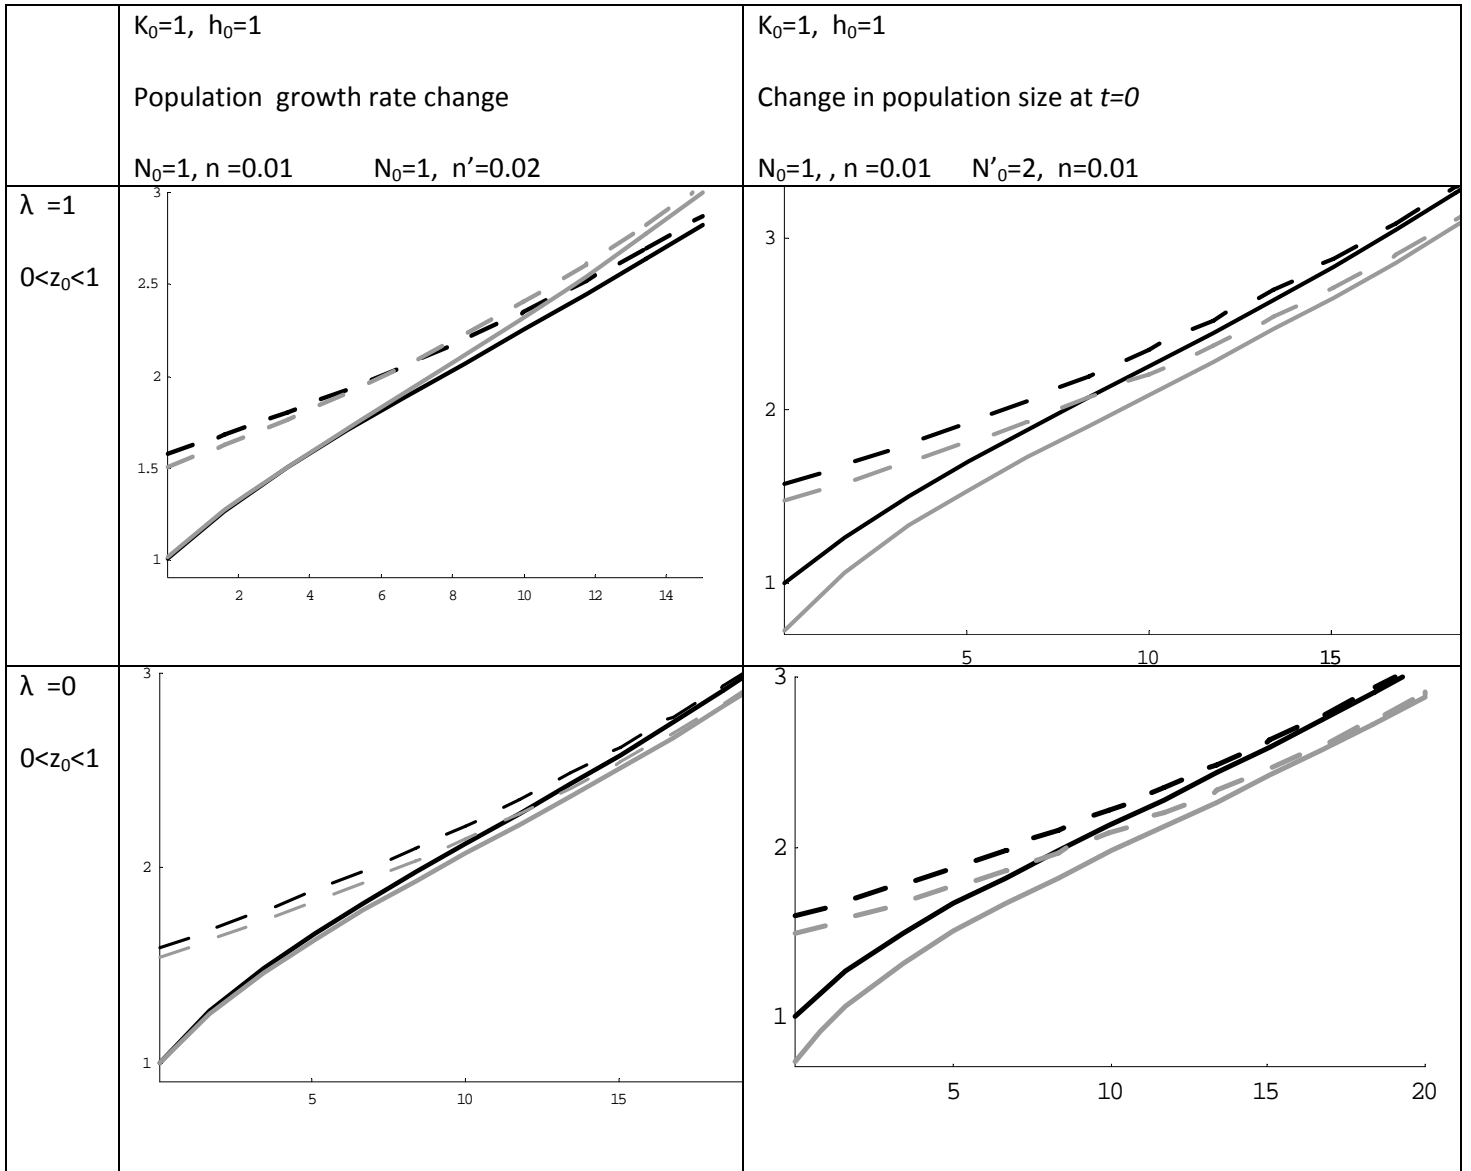 K₀=1, h₀=1
Population growth rate change
N₀=1, n =0.01 N₀=1, n’=0.02
K₀=1, h₀=1
Change in population size at t=0
N₀=1, , n =0.01 N’₀=2, n=0.01
λ =1
0<z₀<1
3
2.5
2
1.5
1
2 4 6 8 10 12 14
3
2
1
5 10 15
λ =0
0<z₀<1
3
2
1
5 10 15
3
2
1
5 10 15 20